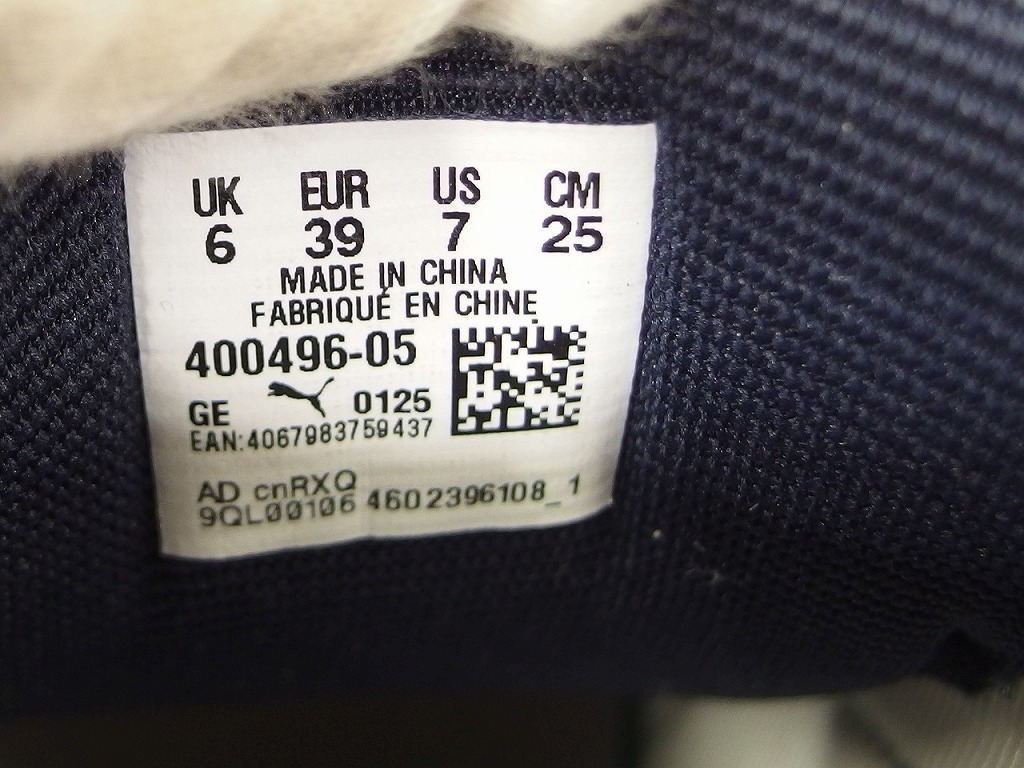 UK EUR US CM
6 39 7 25
MADE IN CHINA
FABRIQUÉ EN CHINE
400496-05
GE 0125
EAN:4067983759437
AD cnRXQ
9QL00106 4602396108_1